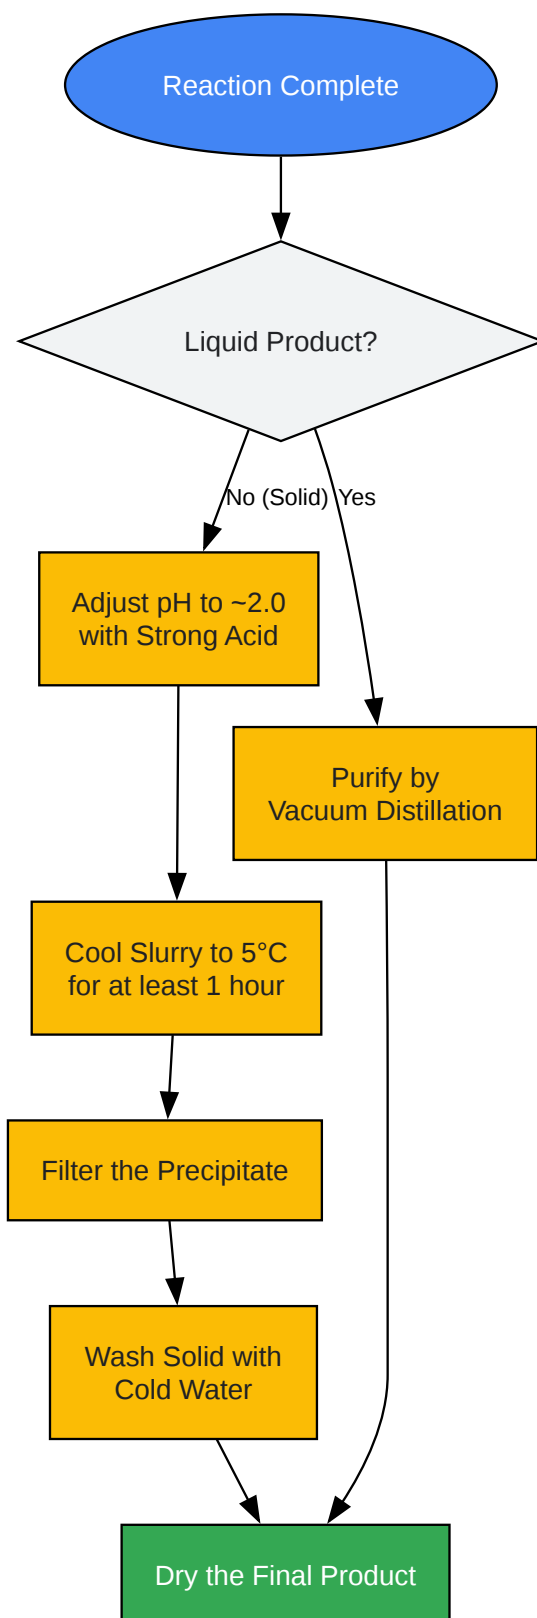 Reaction Complete
Liquid Product?
No (Solid)
Yes
Adjust pH to ~2.0
with Strong Acid
Purify by
Vacuum Distillation
Cool Slurry to 5°C
for at least 1 hour
Filter the Precipitate
Wash Solid with
Cold Water
Dry the Final Product